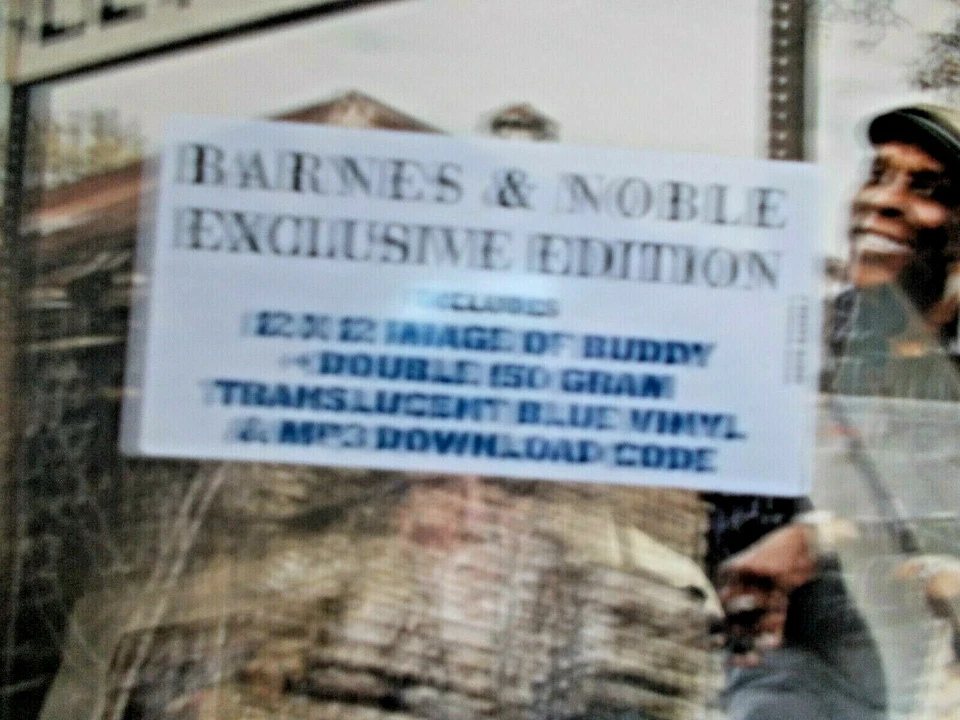 BARNES & NOBLE
EXCLUSIVE EDITION
INCLUDES
12 X 12 IMAGE OF BUDDY
+ DOUBLE 150 GRAM
TRANSLUCENT BLUE VINYL
& MP3 DOWNLOAD CODE